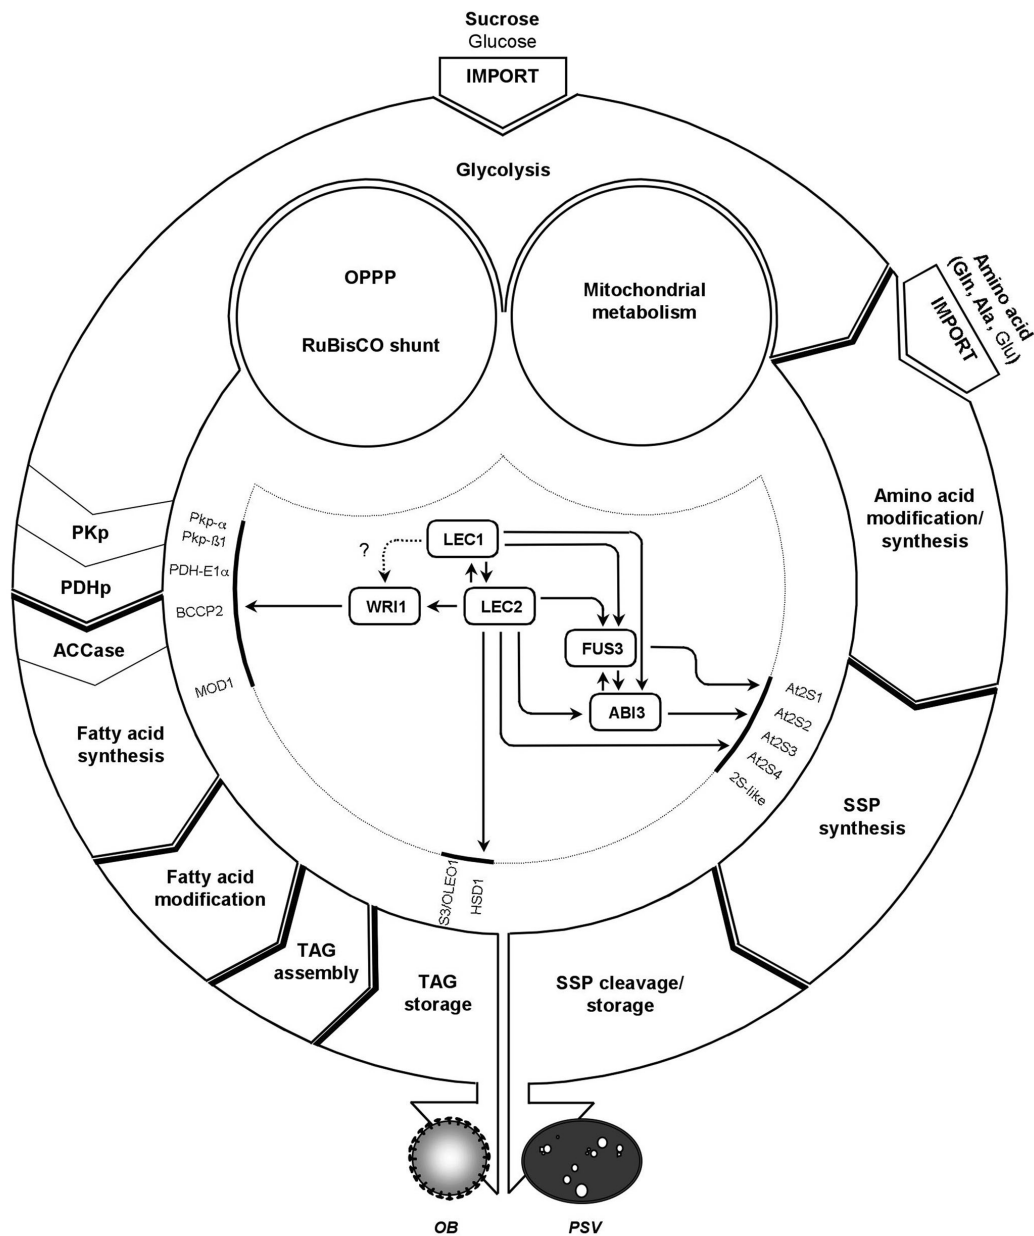 Sucrose
Glucose
IMPORT
Glycolysis
OPPP
RuBisCO shunt
Mitochondrial
metabolism
Amino acid
(Gln, Ala, Glu)
IMPORT
PKp
PDHp
ACCase
Fatty acid
synthesis
Fatty acid
modification
TAG
assembly
TAG
storage
Pkp-α
Pkp-ß1
PDH-E1α
BCCP2
MOD1
?
LEC1
WRI1
LEC2
FUS3
ABI3
S3/OLEO1
HSD1
At2S1
At2S2
At2S3
At2S4
2S-like
Amino acid
modification/
synthesis
SSP
synthesis
SSP cleavage/
storage
OB
PSV